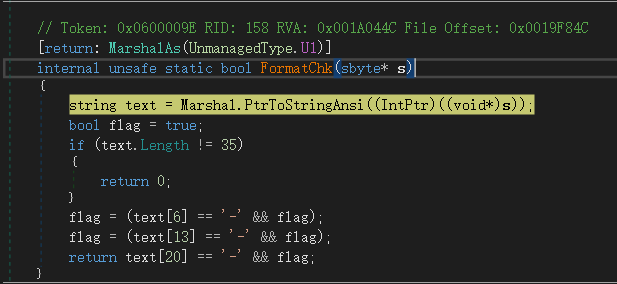 // Token: 0x0600009E RID: 158 RVA: 0x001A044C File Offset: 0x0019F84C
[return: MarshalAs(UnmanagedType.U1)]
internal unsafe static bool FormatChk(sbyte* s)
{
string text = Marshal.PtrToStringAnsi((IntPtr)((void*)s));
bool flag = true;
if (text.Length != 35)
{
return 0;
}
flag = (text[6] == '-' && flag);
flag = (text[13] == '-' && flag);
return text[20] == '-' && flag;
}